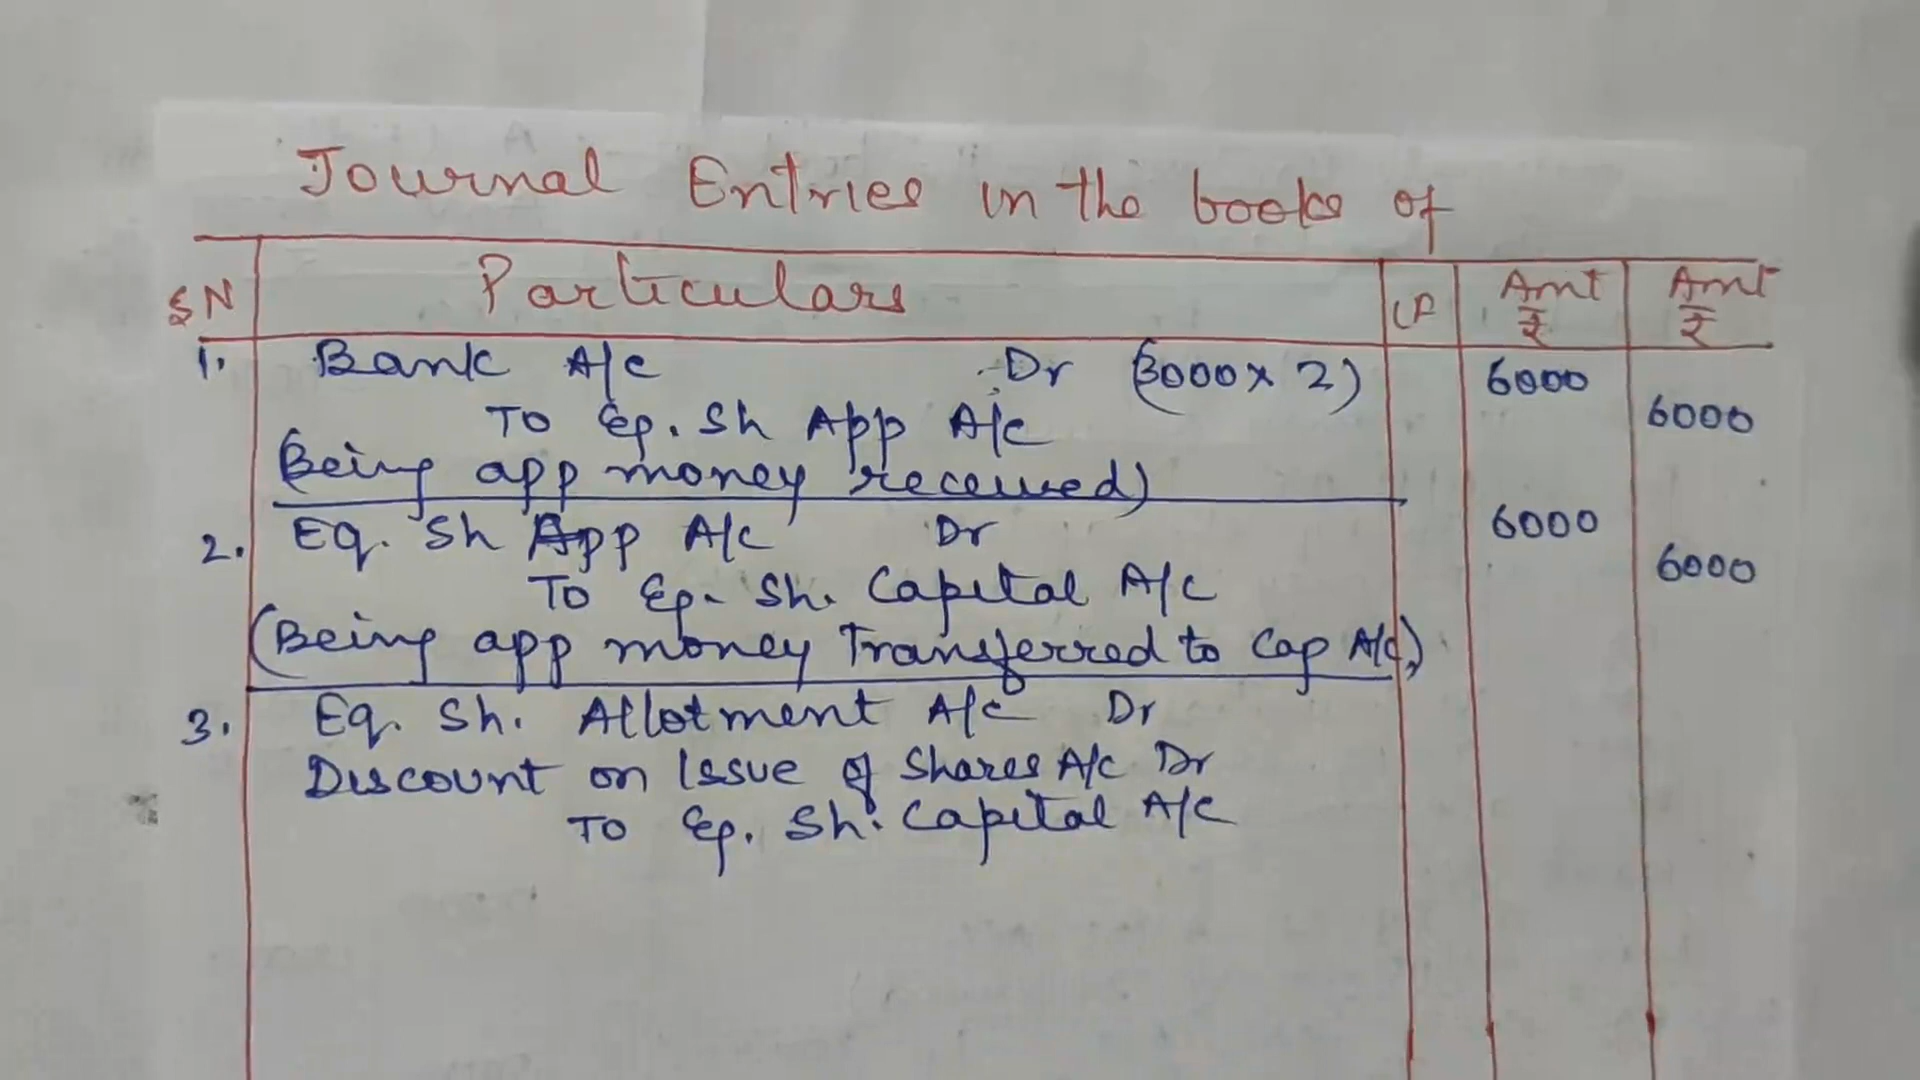 Journal Entries in the books of
SN Particulars LF Amt ₹ Amt ₹
1. Bank A/c Dr (3000 x 2) 6000
To Eq. Sh App A/c 6000
(Being app money received)
2. Eq. Sh App A/c Dr 6000
To Eq. Sh. Capital A/c 6000
(Being app money Transferred to Cap A/c)
3. Eq. Sh. Allotment A/c Dr
Discount on Issue of Shares A/c Dr
To Eq. Sh. Capital A/c